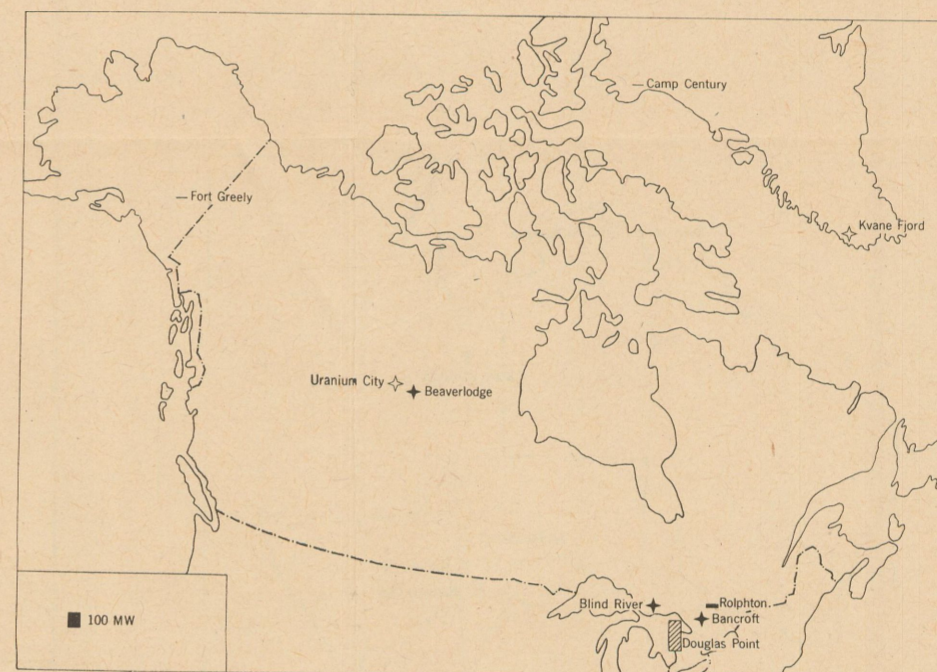 Camp Century
Fort Greely
Kvane Fjord
Uranium City
Beaverlodge
Blind River
Rolphton.
Bancroft
Douglas Point
100 MW